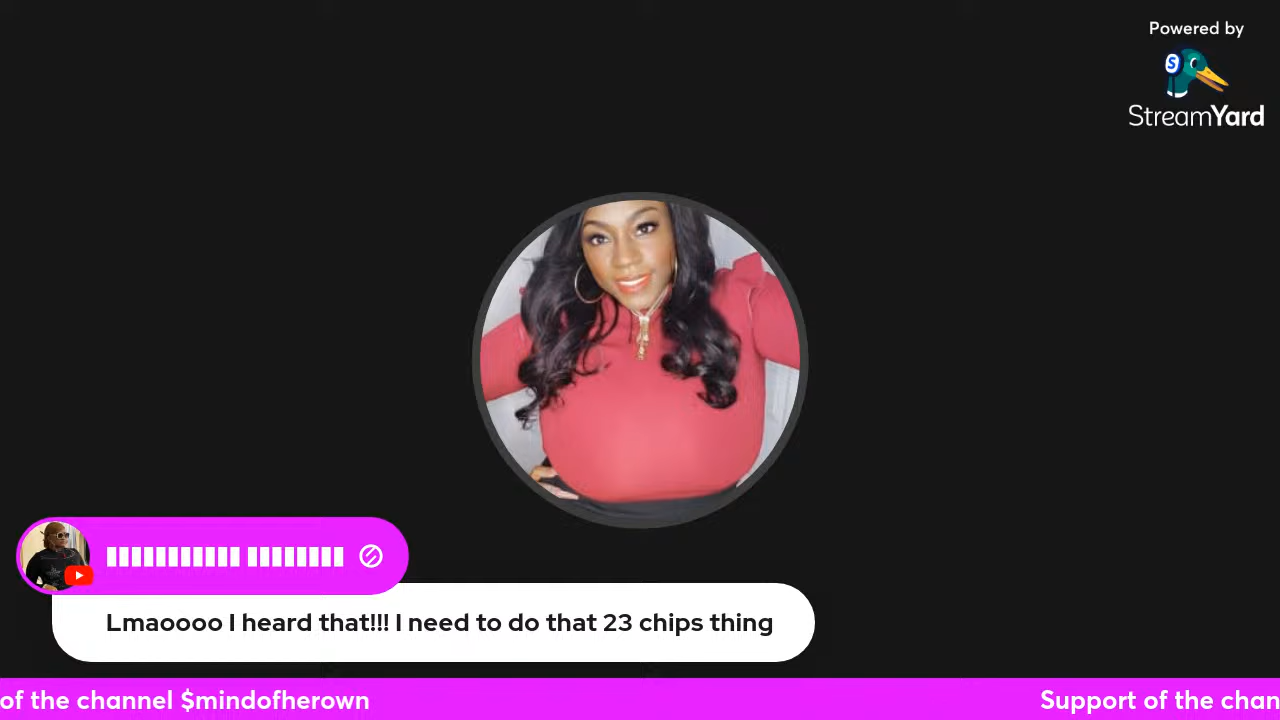 Powered by
StreamYard
Lmaoooo I heard that!!! I need to do that 23 chips thing
of the channel $mindofherown
Support of the chan